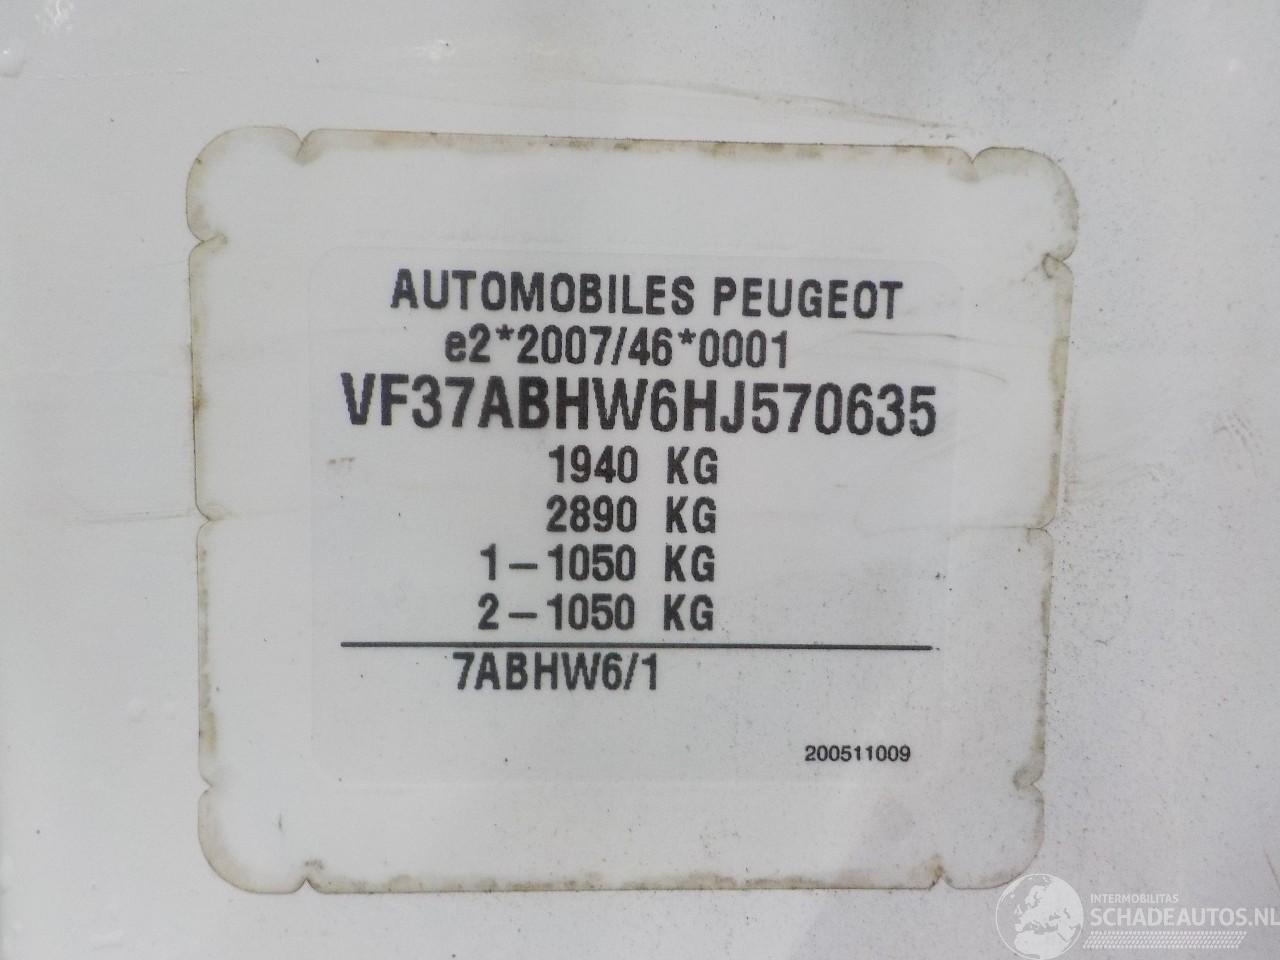 AUTOMOBILES PEUGEOT
e2*2007/46*0001
VF37ABHW6HJ570635
1940 KG
2890 KG
1-1050 KG
2-1050 KG
7ABHW6/1
200511009
INTERMOBILITAS
SCHADEAUTOS.NL